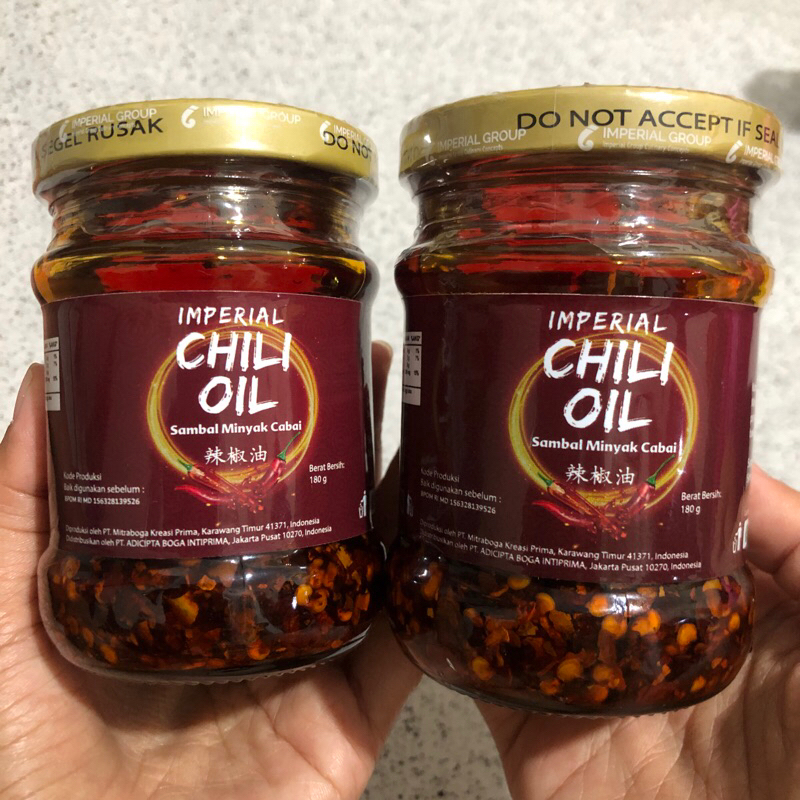 SEGEL RUSAK
IMPERIAL GROUP
IMPERIAL GROUP
DO NOT
IMPERIAL
CHILI
OIL
Sambal Minyak Cabai
辣椒油
Kode Produksi
Baik digunakan sebelum :
BPOM RI MD 156328139526
Berat Bersih:
180 g
Diproduksi oleh PT. Mitraboga Kreasi Prima, Karawang Timur 41371, Indonesia
Didistribusikan oleh PT. ADICIPTA BOGA INTIPRIMA, Jakarta Pusat 10270, Indonesia
DO NOT ACCEPT IF SEAL
IMPERIAL GROUP
IMPERIAL GROUP
IMPERIAL
IMPERIAL
CHILI
OIL
Sambal Minyak Cabai
辣椒油
Kode Produksi
Baik digunakan sebelum :
BPOM RI MD 156328139526
Berat Bersih:
180 g
Diproduksi oleh PT. Mitraboga Kreasi Prima, Karawang Timur 41371, Indonesia
Didistribusikan oleh PT. ADICIPTA BOGA INTIPRIMA, Jakarta Pusat 10270, Indonesia